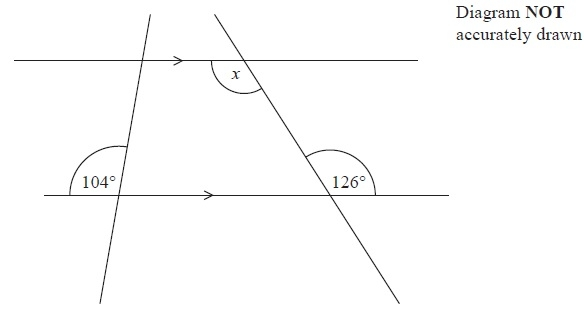 Diagram NOT
accurately drawn
x
104°
126°